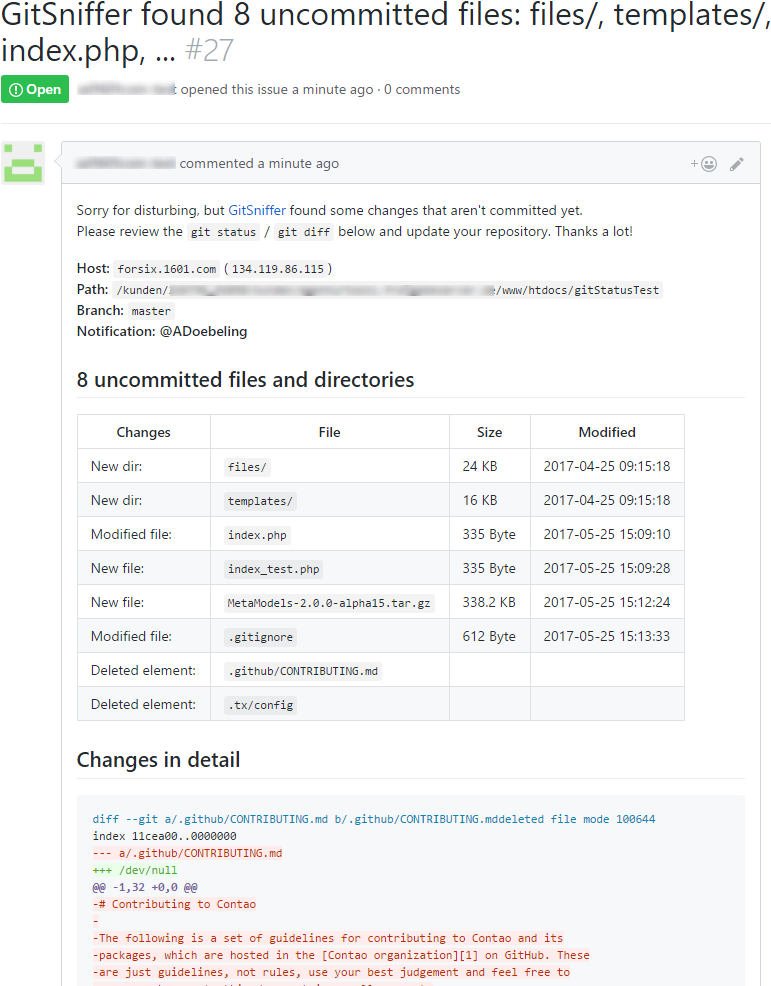 GitSniffer found 8 uncommitted files: files/, templates/,
index.php, ... #27
Open opened this issue a minute ago · 0 comments
commented a minute ago
Sorry for disturbing, but GitSniffer found some changes that aren't committed yet.
Please review the git status / git diff below and update your repository. Thanks a lot!
Host: forsix.1601.com (134.119.86.115)
Path: /kunden/ /www/htdocs/gitStatusTest
Branch: master
Notification: @ADoebeling
8 uncommitted files and directories
Changes File Size Modified
New dir: files/ 24 KB 2017-04-25 09:15:18
New dir: templates/ 16 KB 2017-04-25 09:15:18
Modified file: index.php 335 Byte 2017-05-25 15:09:10
New file: index_test.php 335 Byte 2017-05-25 15:09:28
New file: MetaModels-2.0.0-alpha15.tar.gz 338.2 KB 2017-05-25 15:12:24
Modified file: .gitignore 612 Byte 2017-05-25 15:13:33
Deleted element: .github/CONTRIBUTING.md
Deleted element: .tx/config
Changes in detail
diff --git a/.github/CONTRIBUTING.md b/.github/CONTRIBUTING.mddeleted file mode 100644
index 11cea00..0000000
--- a/.github/CONTRIBUTING.md
+++ /dev/null
@@ -1,32 +0,0 @@
-# Contributing to Contao
-
-The following is a set of guidelines for contributing to Contao and its
-packages, which are hosted in the [Contao organization][1] on GitHub. These
-are just guidelines, not rules, use your best judgement and feel free to